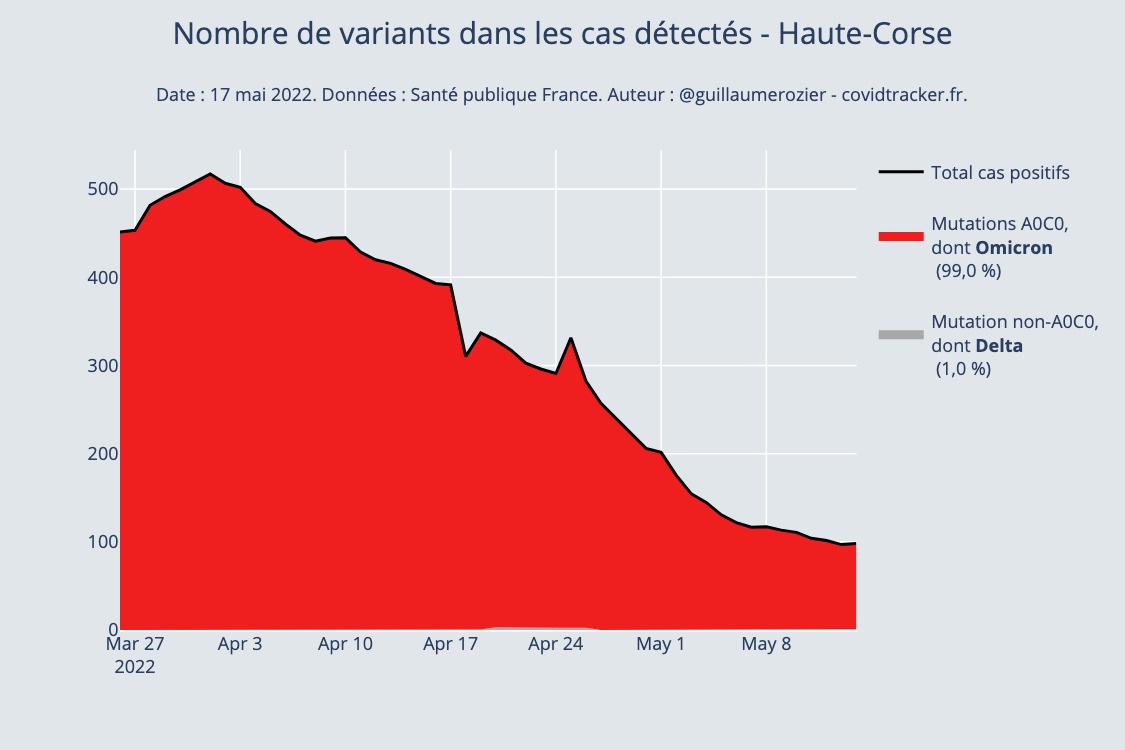 Nombre de variants dans les cas détectés - Haute-Corse
Date : 17 mai 2022. Données : Santé publique France. Auteur : @guillaumerozier - covidtracker.fr.
Total cas positifs
Mutations A0C0,
dont Omicron
(99,0 %)
Mutation non-A0C0,
dont Delta
(1,0 %)
500
400
300
200
100
0
Mar 27
2022
Apr 3
Apr 10
Apr 17
Apr 24
May 1
May 8